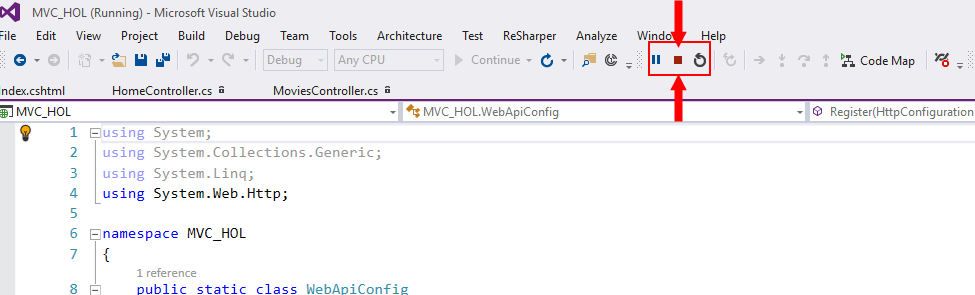 MVC_HOL (Running) - Microsoft Visual Studio
File Edit View Project Build Debug Team Tools Architecture Test ReSharper Analyze Window Help
Debug Any CPU Continue Code Map
Index.cshtml HomeController.cs MoviesController.cs
MVC_HOL MVC_HOL.WebApiConfig Register(HttpConfiguration
1 using System;
2 using System.Collections.Generic;
3 using System.Linq;
4 using System.Web.Http;
5
6 namespace MVC_HOL
7 {
1 reference
8 public static class WebApiConfig